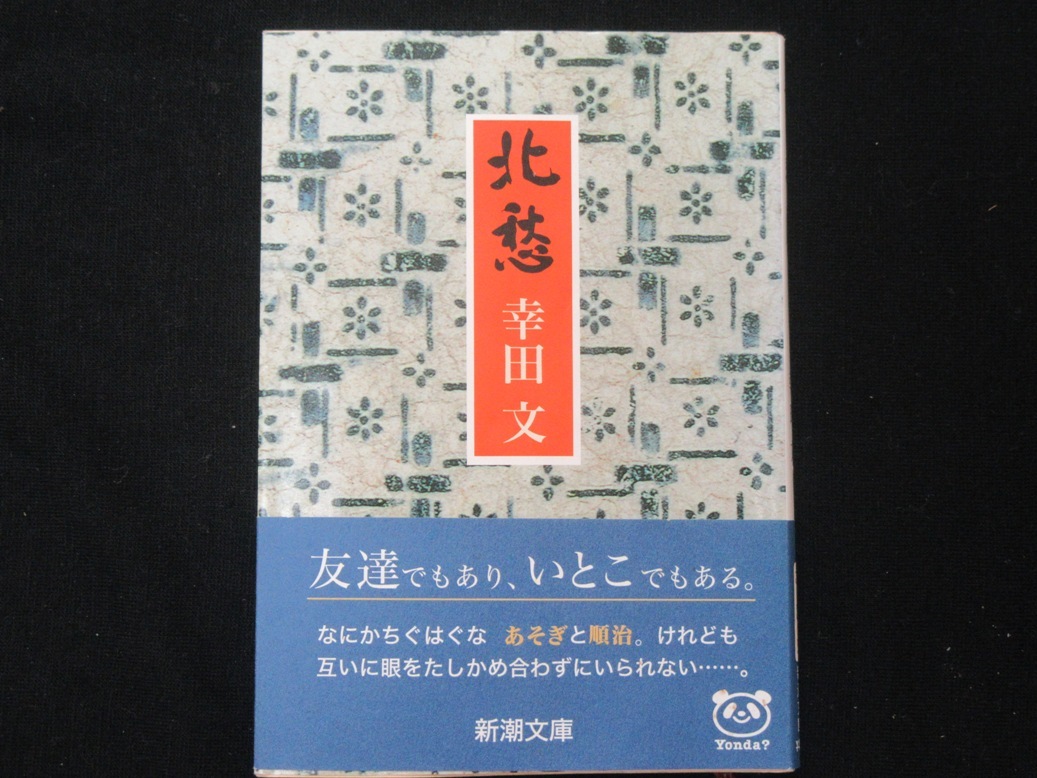 北愁
幸田 文
友達でもあり、いとこでもある。
なにかちぐはぐな あそぎと順治。けれども
互いに眼をたしかめ合わずにいられない……。
新潮文庫
Yonda?